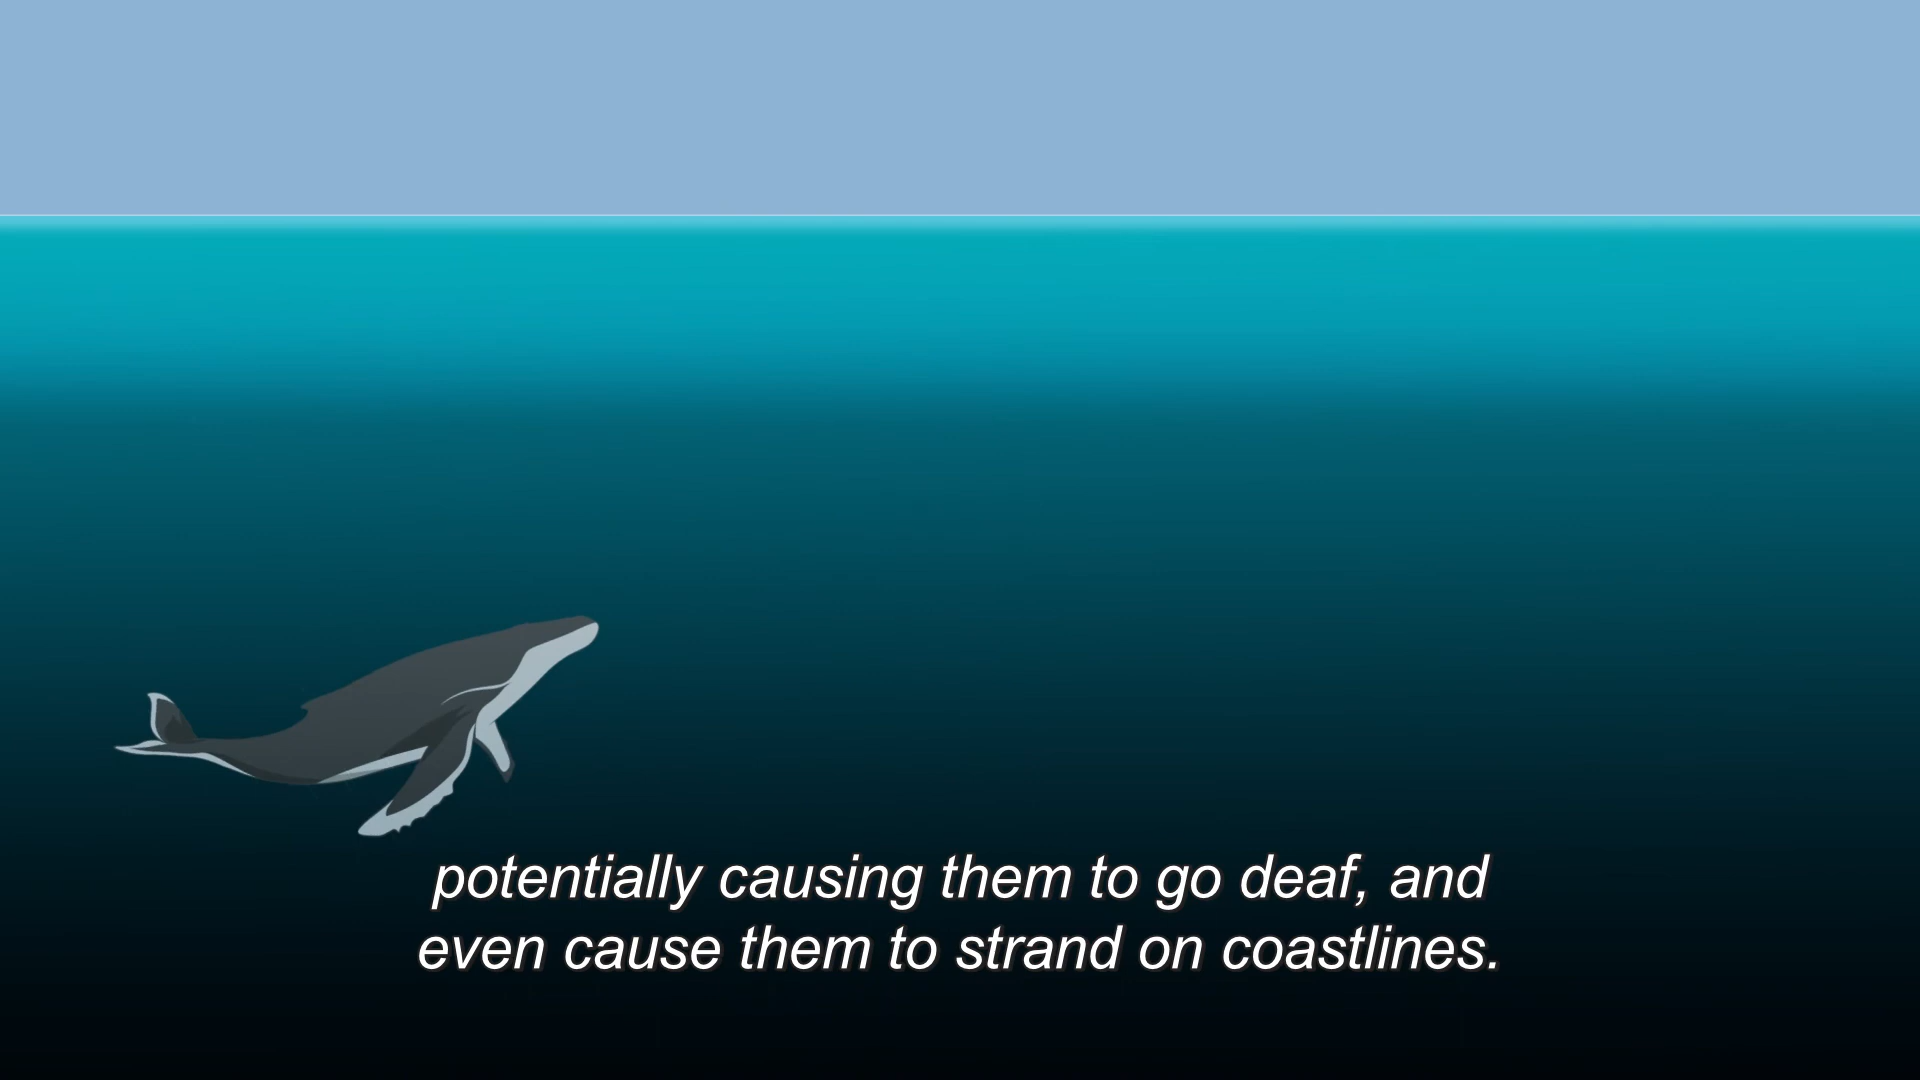 potentially causing them to go deaf, and
even cause them to strand on coastlines.